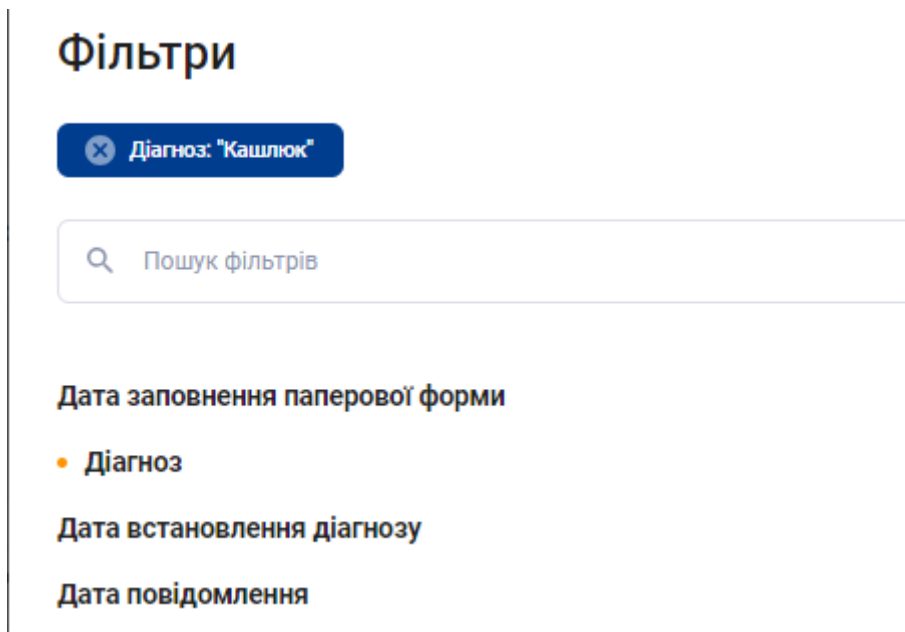 Фільтри
Діагноз: "Кашлюк"
Пошук фільтрів
Дата заповнення паперової форми
Діагноз
Дата встановлення діагнозу
Дата повідомлення